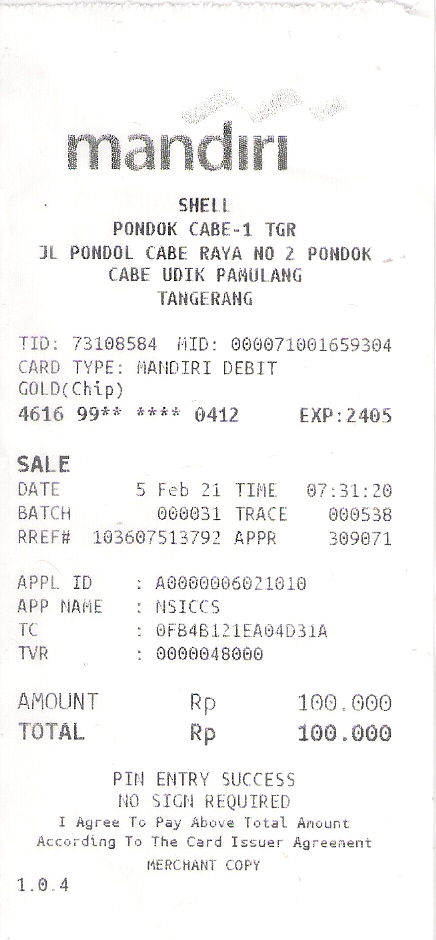 mandiri
SHELL
PONDOK CABE-1 TGR
JL PONDOL CABE RAYA NO 2 PONDOK
CABE UDIK PAMULANG
TANGERANG
TID: 73108584 MID: 000071001659304
CARD TYPE: MANDIRI DEBIT
GOLD(Chip)
4616 99** **** 0412 EXP:2405
SALE
DATE 5 Feb 21 TIME 07:31:20
BATCH 000031 TRACE 000538
RREF# 103607513792 APPR 309071
APPL ID : A0000006021010
APP NAME : NSICCS
TC : 0FB4B121EA04D31A
TVR : 0000048000
AMOUNT Rp 100.000
TOTAL Rp 100.000
PIN ENTRY SUCCESS
NO SIGN REQUIRED
I Agree To Pay Above Total Amount
According To The Card Issuer Agreement
MERCHANT COPY
1.0.4